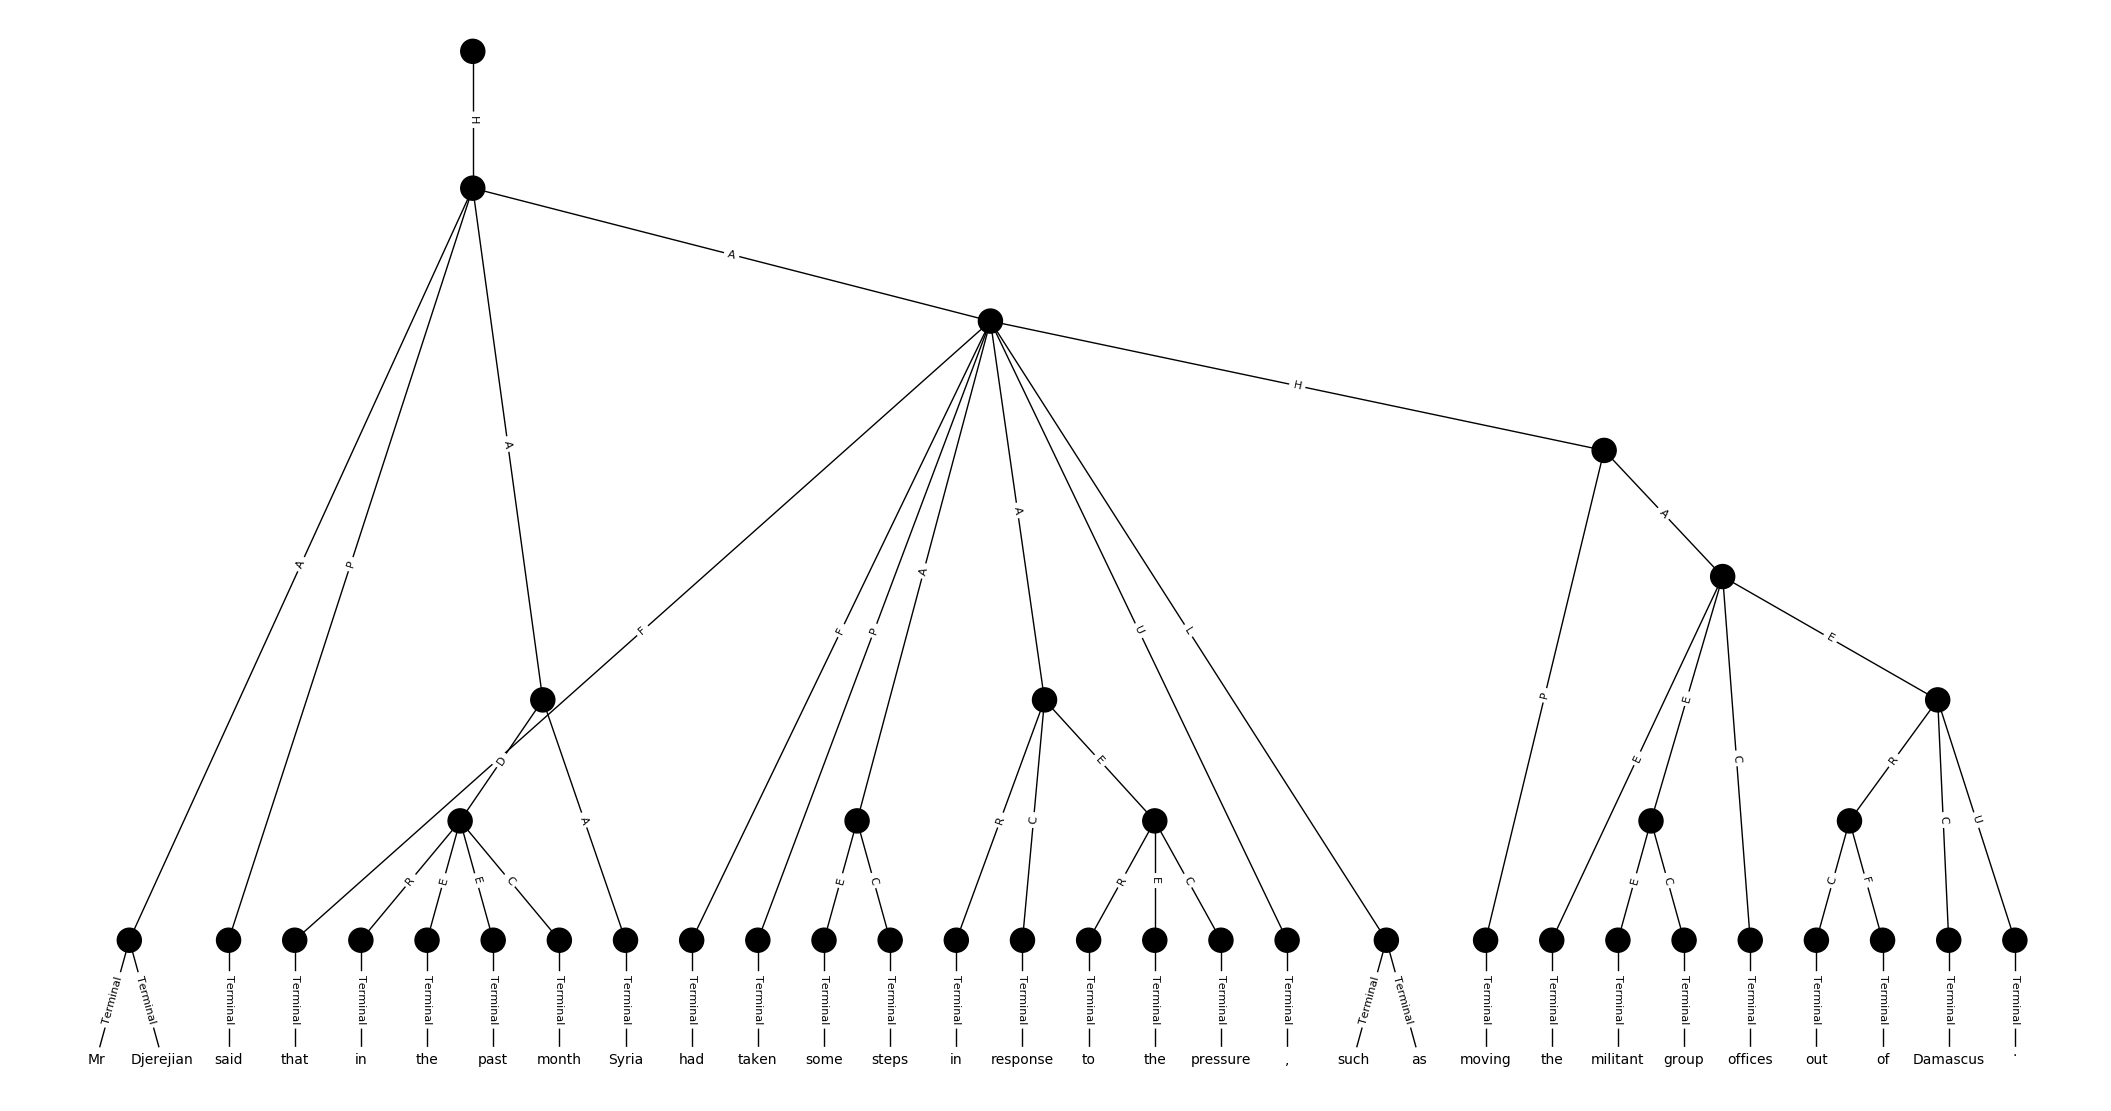 H
A
A
H
A
A
A
A
P
F
F
P
A
U
L
E
P
E
D
E
E
C
R
A
R
C
C
U
R
E
E
C
E
C
R
E
C
E
C
C
F
Terminal Terminal Terminal Terminal Terminal Terminal Terminal Terminal Terminal Terminal Terminal Terminal Terminal Terminal Terminal Terminal Terminal Terminal Terminal Terminal Terminal Terminal Terminal Terminal Terminal Terminal Terminal Terminal Terminal Terminal
Mr Djerejian said that in the past month Syria had taken some steps in response to the pressure , such as moving the militant group offices out of Damascus .